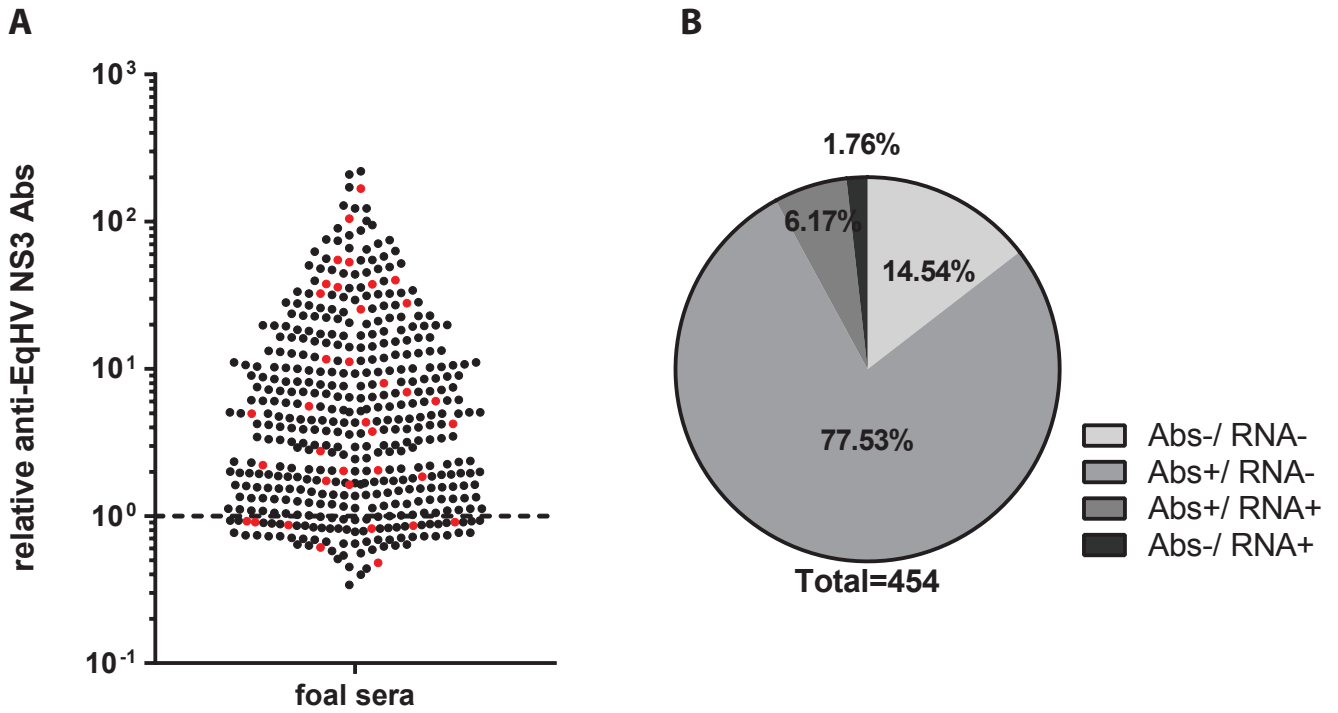 A
B
relative anti-EqHV NS3 Abs
10³
10²
10¹
10⁰
10⁻¹
foal sera
1.76%
6.17%
14.54%
77.53%
Total=454
Abs-/ RNA-
Abs+/ RNA-
Abs+/ RNA+
Abs-/ RNA+